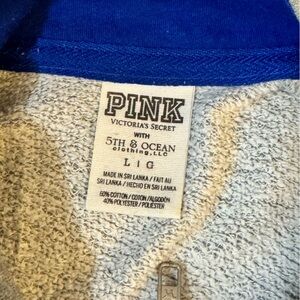 PINK
VICTORIA'S SECRET
WITH
5TH & OCEAN
clothing, LLC
L | G
MADE IN SRI LANKA / FAIT AU
SRI LANKA / HECHO EN SRI LANKA
60% COTTON / COTON / ALGODON
40% POLYESTER / POLIESTER